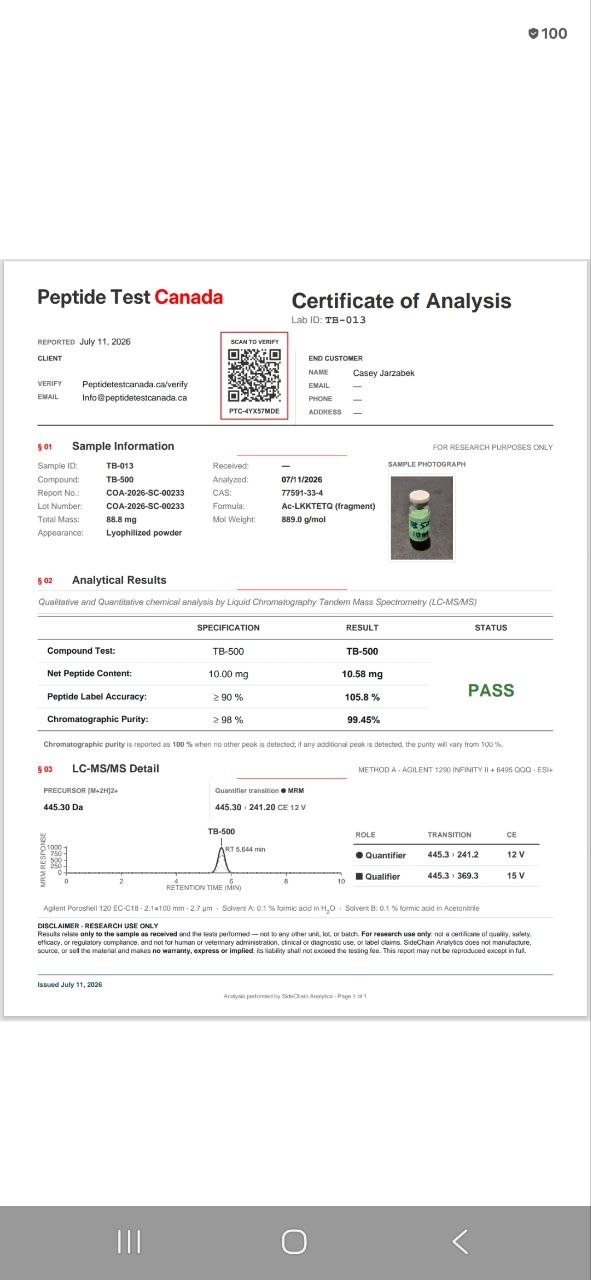 100
Peptide Test Canada
Certificate of Analysis
Lab ID: TB-013
REPORTED July 11, 2026
CLIENT
VERIFY Peptidetestcanada.ca/verify
EMAIL Info@peptidetestcanada.ca
SCAN TO VERIFY
PTC-4YX57MDE
END CUSTOMER
NAME Casey Jarzabek
EMAIL —
PHONE —
ADDRESS —
§ 01 Sample Information
FOR RESEARCH PURPOSES ONLY
Sample ID: TB-013
Compound: TB-500
Report No.: COA-2026-SC-00233
Lot Number: COA-2026-SC-00233
Total Mass: 88.8 mg
Appearance: Lyophilized powder
Received: —
Analyzed: 07/11/2026
CAS: 77591-33-4
Formula: Ac-LKKTETQ (fragment)
Mol Weight: 889.0 g/mol
SAMPLE PHOTOGRAPH
§ 02 Analytical Results
Qualitative and Quantitative chemical analysis by Liquid Chromatography Tandem Mass Spectrometry (LC-MS/MS)
SPECIFICATION RESULT STATUS
Compound Test: TB-500 TB-500
Net Peptide Content: 10.00 mg 10.58 mg
Peptide Label Accuracy: ≥ 90 % 105.8 %
Chromatographic Purity: ≥ 98 % 99.45%
PASS
Chromatographic purity is reported as 100 % when no other peak is detected; if any additional peak is detected, the purity will vary from 100 %.
§ 03 LC-MS/MS Detail
METHOD A · AGILENT 1290 INFINITY II + 6495 QQQ · ESI+
PRECURSOR [M+2H]2+
445.30 Da
Quantifier transition ● MRM
445.30 › 241.20 CE 12 V
TB-500
RT 5.644 min
MRM RESPONSE
1000
750
500
250
0
0 2 4 6 8 10
RETENTION TIME (MIN)
ROLE TRANSITION CE
● Quantifier 445.3 › 241.2 12 V
■ Qualifier 445.3 › 369.3 15 V
Agilent Poroshell 120 EC-C18 · 2.1×100 mm · 2.7 µm · Solvent A: 0.1 % formic acid in H2O · Solvent B: 0.1 % formic acid in Acetonitrile
DISCLAIMER - RESEARCH USE ONLY
Results relate only to the sample as received and the tests performed — not to any other unit, lot, or batch. For research use only: not a certificate of quality, safety,
efficacy, or regulatory compliance, and not for human or veterinary administration, clinical or diagnostic use, or label claims. SideChain Analytics does not manufacture,
source, or sell the material and makes no warranty, express or implied; its liability shall not exceed the testing fee. This report may not be reproduced except in full.
Issued July 11, 2026
Analysis performed by SideChain Analytics · Page 1 of 1